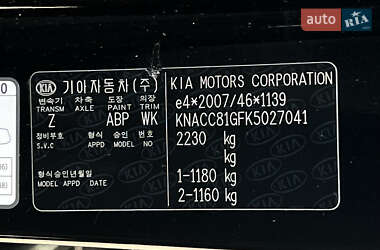 auto RIA
KIA 기아자동차(주)
변속기 차축 도장 의장
TRANSM AXLE PAINT TRIM
Z ABP WK
정비부호 형식 승인 번호
S.V.C MODEL APPD NO
형식승인년월일
MODEL APPD DATE
KIA MOTORS CORPORATION
e4*2007/46*1139
KNACC81GFK5027041
2230 kg
kg
1-1180 kg
2-1160 kg